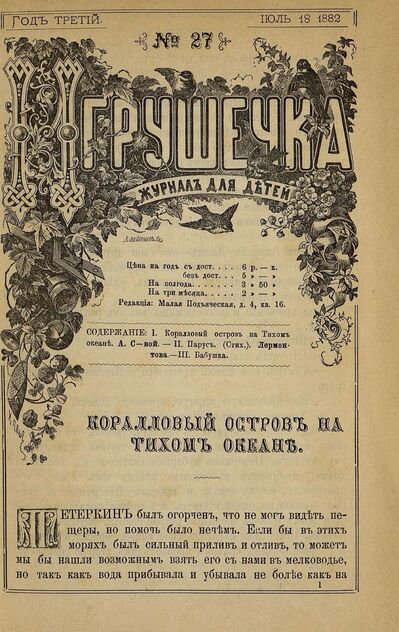 Годъ третій. Іюль 18 1882
№ 27
Игрушечка
журналъ для дѣтей
Цѣна на годъ съ дост. . . . 6 р. — к.
безъ дост. . . . 5 » — »
На полгода. . . . . . . 3 » 50 »
На три мѣсяца. . . . . 2 » — »
Редакція: Малая Подъяческая, д. 4, кв. 16.
СОДЕРЖАНІЕ: I. Коралловый островъ на Тихомъ
океанѣ. А. С—вой. — II. Парусъ. (Стих.). Лермон-
това.—III. Бабушка.
КОРАЛЛОВЫЙ ОСТРОВЪ НА
ТИХОМЪ ОКЕАНѢ.
ПЕТЕРКИНЪ былъ огорченъ, что не могъ видѣть пе-
щеры, но помочь было нечѣмъ. Если бы въ этихъ
моряхъ былъ сильный приливъ и отливъ, то можетъ
мы бы нашли возможнымъ взять его съ нами въ мелководье,
но такъ какъ вода прибывала и убывала не болѣе какъ на
1